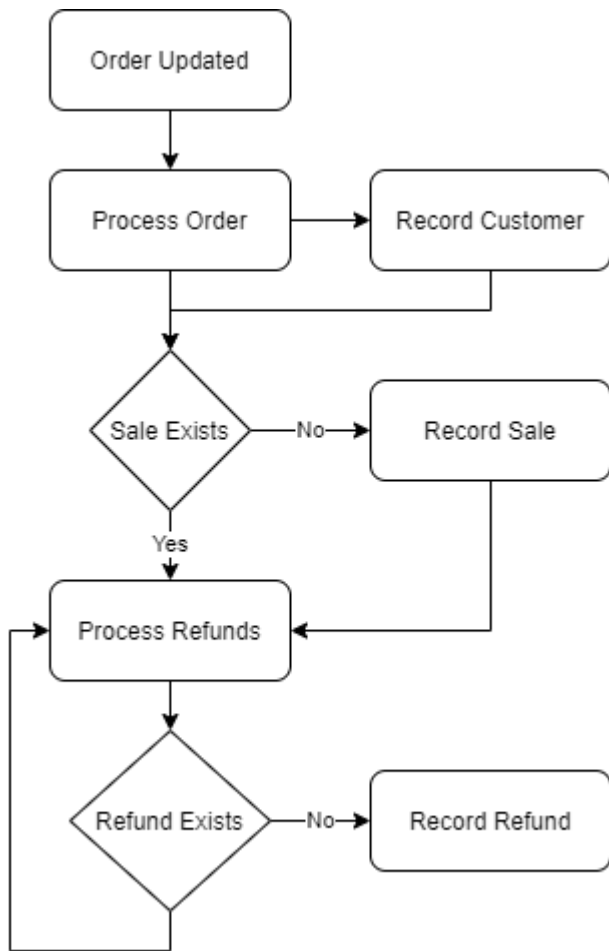 Order Updated
Process Order
Record Customer
Sale Exists
No
Record Sale
Yes
Process Refunds
Refund Exists
No
Record Refund